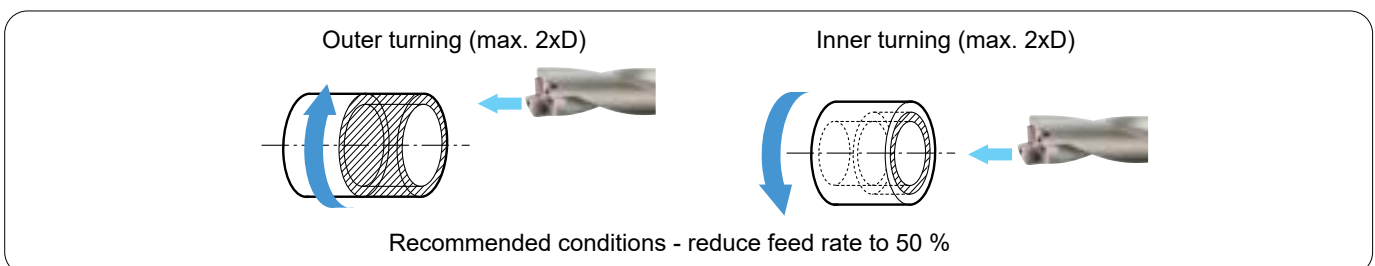 Outer turning (max. 2xD)
Inner turning (max. 2xD)
Recommended conditions - reduce feed rate to 50 %